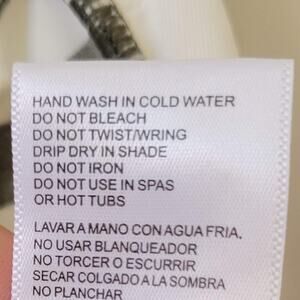 HAND WASH IN COLD WATER
DO NOT BLEACH
DO NOT TWIST/WRING
DRIP DRY IN SHADE
DO NOT IRON
DO NOT USE IN SPAS
OR HOT TUBS
LAVAR A MANO CON AGUA FRIA.
NO USAR BLANQUEADOR
NO TORCER O ESCURRIR
SECAR COLGADO A LA SOMBRA
NO PLANCHAR